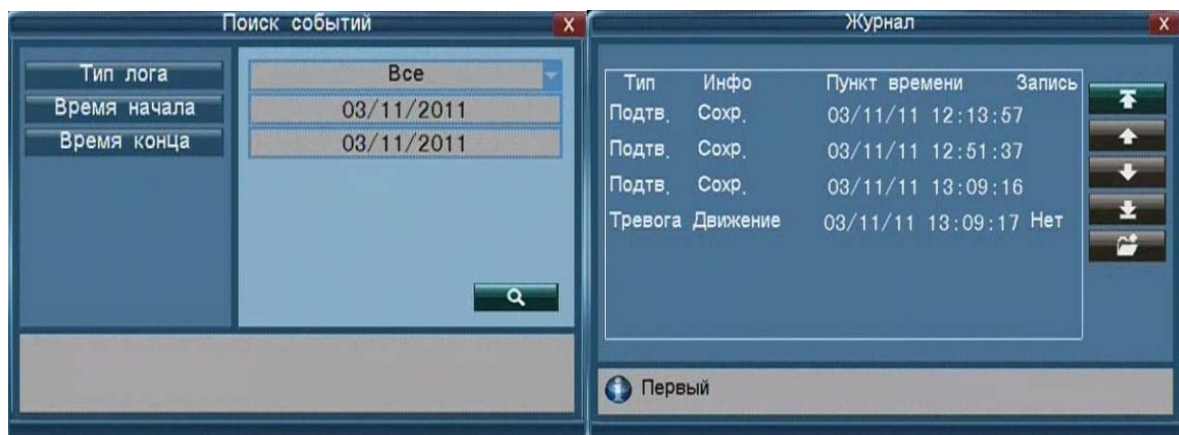 Поиск событий X
Тип лога Все
Время начала 03/11/2011
Время конца 03/11/2011
Журнал X
Тип Инфо Пункт времени Запись
Подтв. Сохр. 03/11/11 12:13:57
Подтв. Сохр. 03/11/11 12:51:37
Подтв. Сохр. 03/11/11 13:09:16
Тревога Движение 03/11/11 13:09:17 Нет
Первый